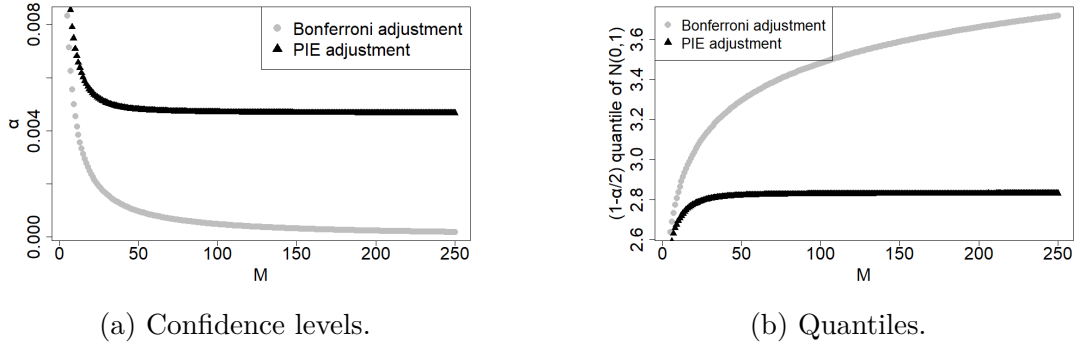 Bonferroni adjustment
PIE adjustment
0.008
0.004
0.000
α
0 50 100 150 200 250
M
(a) Confidence levels.
Bonferroni adjustment
PIE adjustment
3.6
3.4
3.2
3.0
2.8
2.6
(1-α/2) quantile of N(0,1)
0 50 100 150 200 250
M
(b) Quantiles.